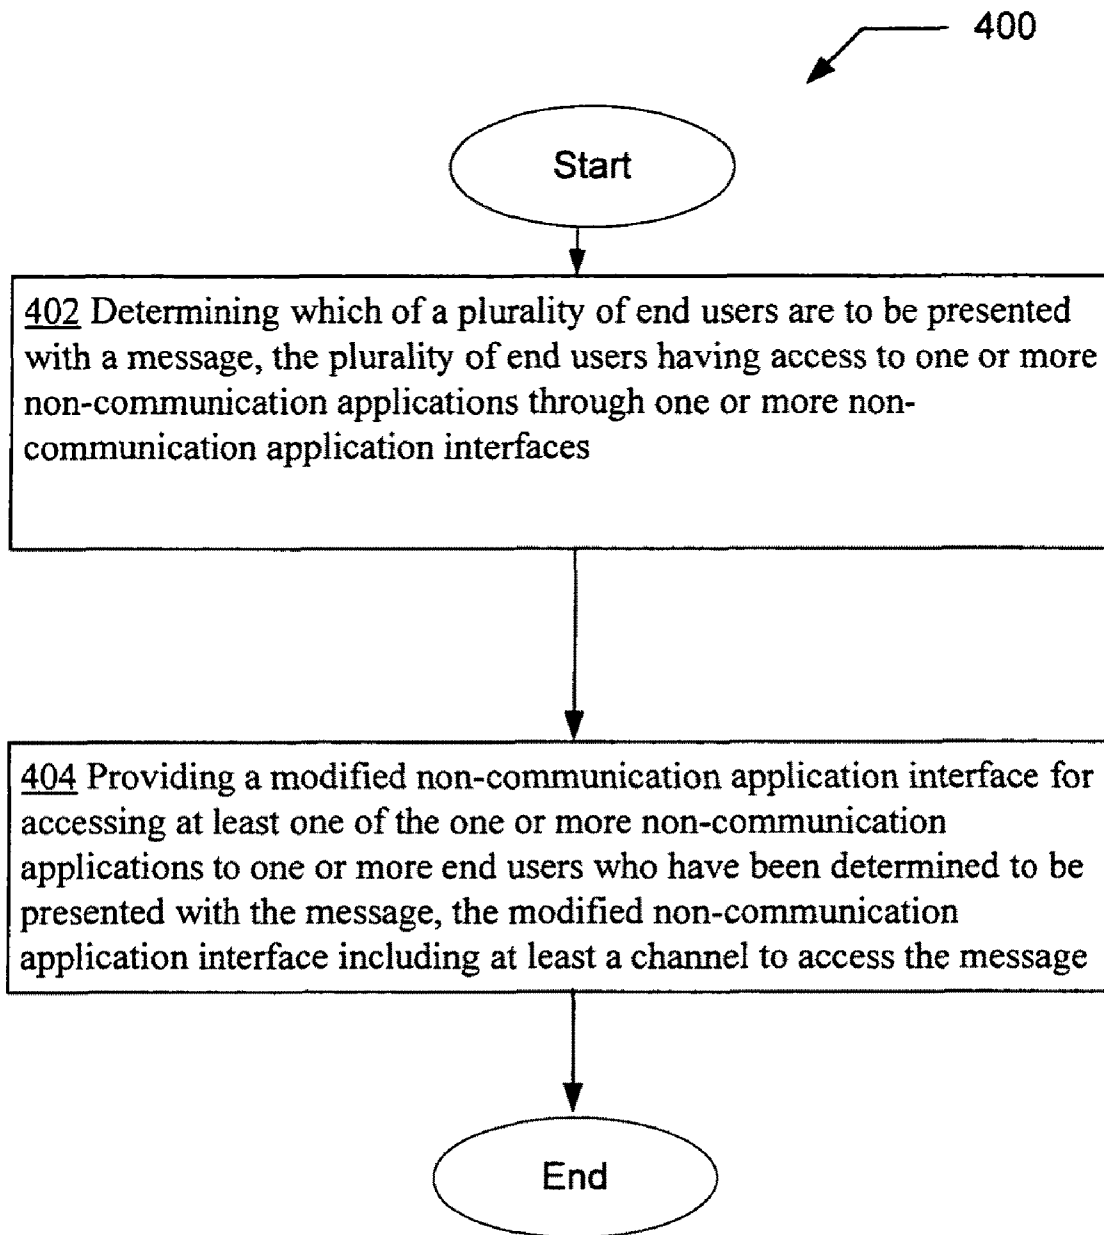 400
Start
402 Determining which of a plurality of end users are to be presented
with a message, the plurality of end users having access to one or more
non-communication applications through one or more non-
communication application interfaces
404 Providing a modified non-communication application interface for
accessing at least one of the one or more non-communication
applications to one or more end users who have been determined to be
presented with the message, the modified non-communication
application interface including at least a channel to access the message
End